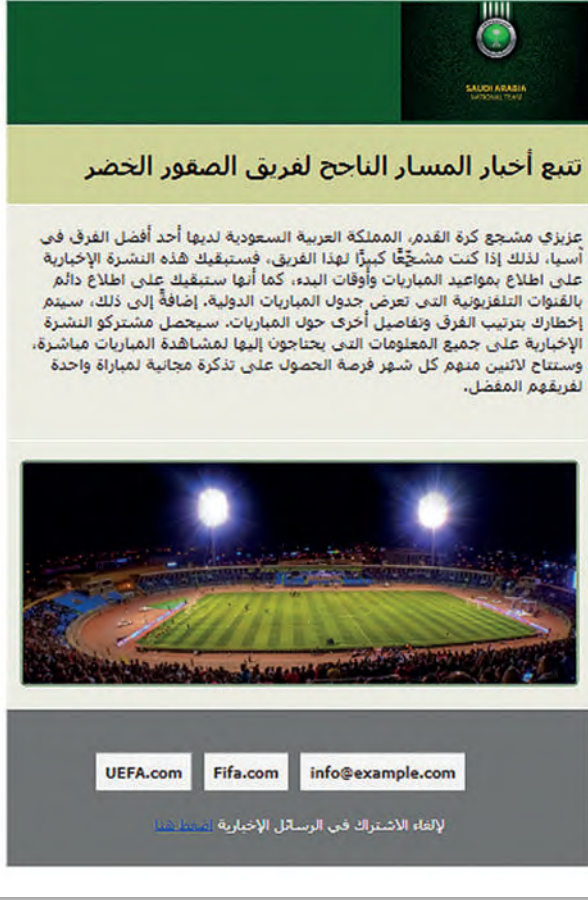 SAUDI ARABIA
NATIONAL TEAM
تتبع أخبار المسار الناجح لفريق الصقور الخضر
عزيزي مشجع كرة القدم، المملكة العربية السعودية لديها أحد أفضل الفرق في
آسيا، لذلك إذا كنت مشجّعًا كبيرًا لهذا الفريق، فستبقيك هذه النشرة الإخبارية
على اطلاع بمواعيد المباريات وأوقات البدء، كما أنها ستبقيك على اطلاع دائم
بالقنوات التلفزيونية التي تعرض جدول المباريات الدولية. إضافةً إلى ذلك، سيتم
إخطارك بترتيب الفرق وتفاصيل أخرى حول المباريات. سيحصل مشتركو النشرة
الإخبارية على جميع المعلومات التي يحتاجون إليها لمشاهدة المباريات مباشرة،
وستتاح لاثنين منهم كل شهر فرصة الحصول على تذكرة مجانية لمباراة واحدة
لفريقهم المفضل.
UEFA.com Fifa.com info@example.com
لإلغاء الاشتراك في الرسائل الإخبارية اضغط هنا